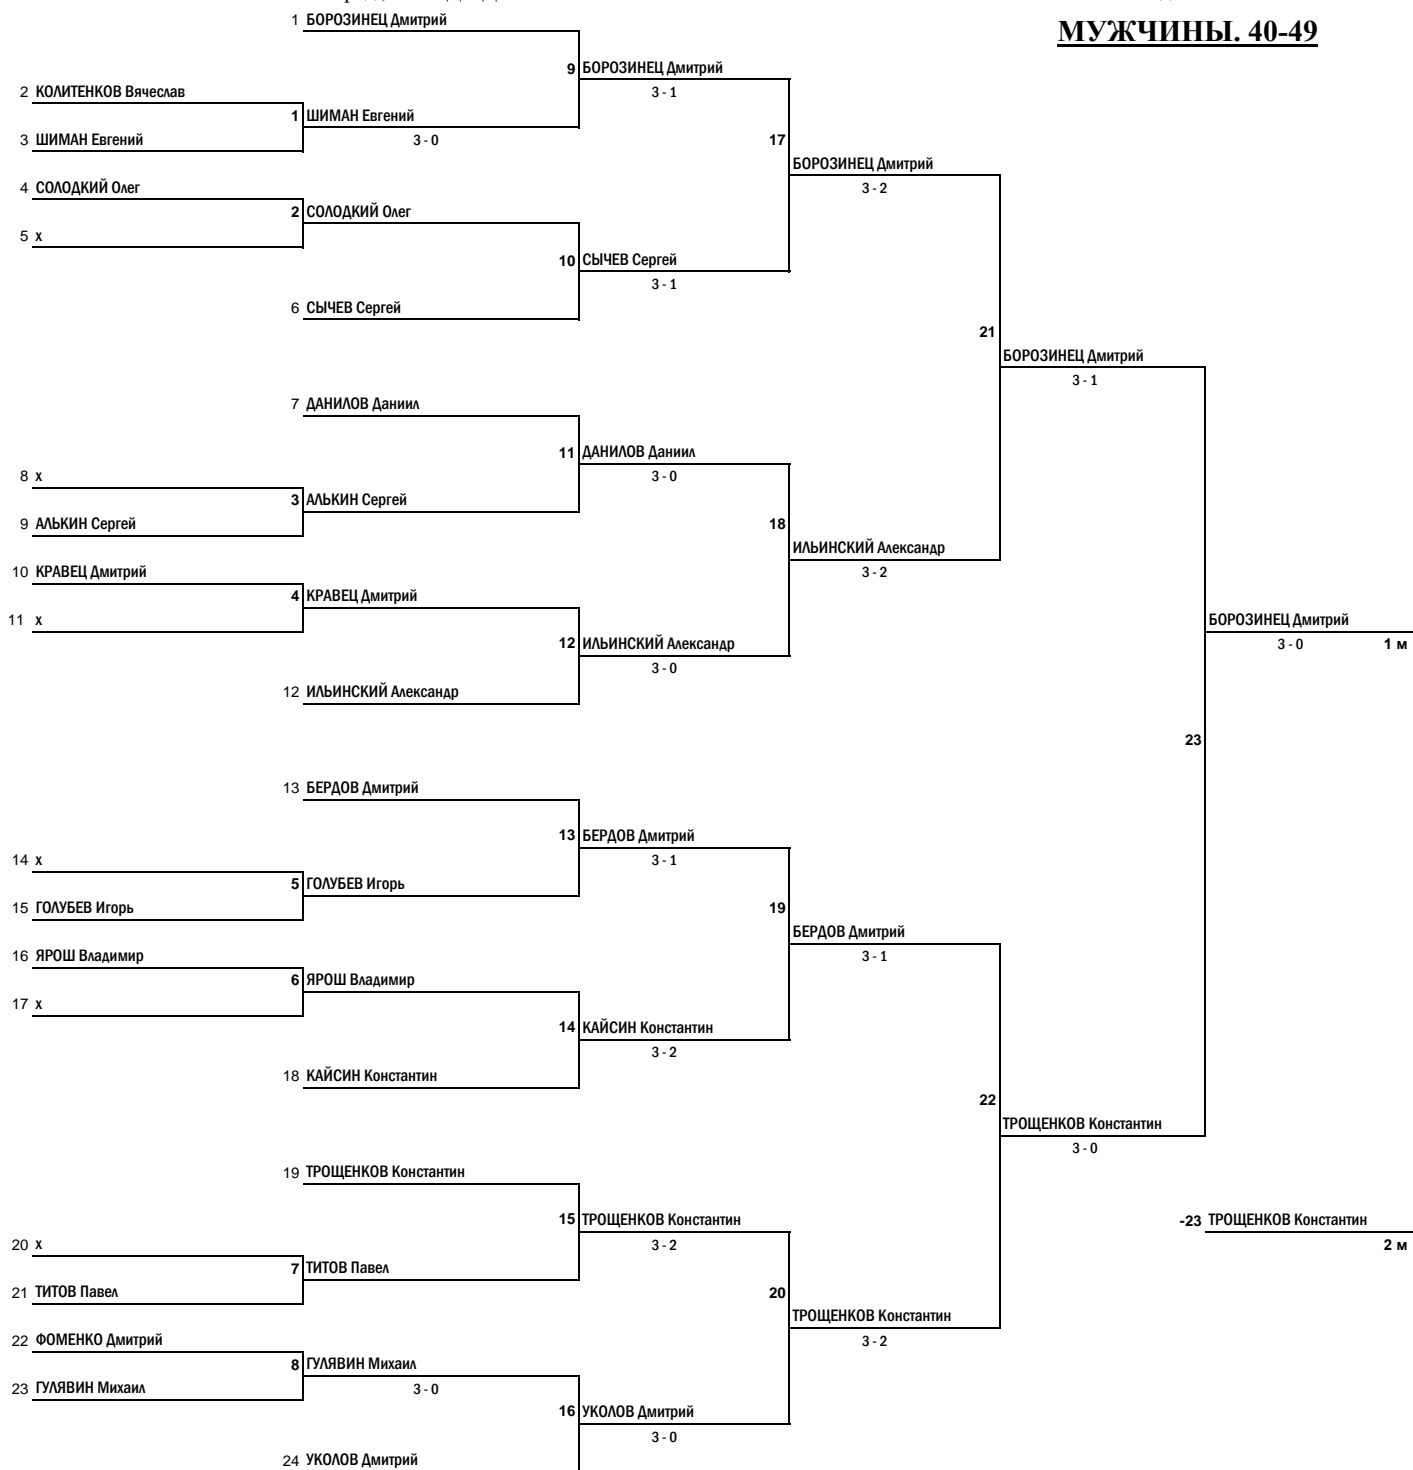 МУЖЧИНЫ. 40-49
1 БОРОЗИНЕЦ Дмитрий
9 БОРОЗИНЕЦ Дмитрий
3 - 1
2 КОЛИТЕНКОВ Вячеслав
1 ШИМАН Евгений
3 - 0
3 ШИМАН Евгений
17
БОРОЗИНЕЦ Дмитрий
3 - 2
4 СОЛОДКИЙ Олег
2 СОЛОДКИЙ Олег
5 х
10 СЫЧЕВ Сергей
3 - 1
6 СЫЧЕВ Сергей
21
БОРОЗИНЕЦ Дмитрий
3 - 1
7 ДАНИЛОВ Даниил
11 ДАНИЛОВ Даниил
3 - 0
8 х
3 АЛЬКИН Сергей
9 АЛЬКИН Сергей
18
ИЛЬИНСКИЙ Александр
3 - 2
10 КРАВЕЦ Дмитрий
4 КРАВЕЦ Дмитрий
11 х
БОРОЗИНЕЦ Дмитрий
3 - 0 1 м
12 ИЛЬИНСКИЙ Александр
3 - 0
12 ИЛЬИНСКИЙ Александр
23
13 БЕРДОВ Дмитрий
13 БЕРДОВ Дмитрий
3 - 1
14 х
5 ГОЛУБЕВ Игорь
15 ГОЛУБЕВ Игорь
19
БЕРДОВ Дмитрий
3 - 1
16 ЯРОШ Владимир
6 ЯРОШ Владимир
17 х
14 КАЙСИН Константин
3 - 2
18 КАЙСИН Константин
22
ТРОЩЕНКОВ Константин
3 - 0
19 ТРОЩЕНКОВ Константин
15 ТРОЩЕНКОВ Константин
3 - 2
-23 ТРОЩЕНКОВ Константин
2 м
20 х
7 ТИТОВ Павел
21 ТИТОВ Павел
20
ТРОЩЕНКОВ Константин
3 - 2
22 ФОМЕНКО Дмитрий
8 ГУЛЯВИН Михаил
3 - 0
23 ГУЛЯВИН Михаил
16 УКОЛОВ Дмитрий
3 - 0
24 УКОЛОВ Дмитрий